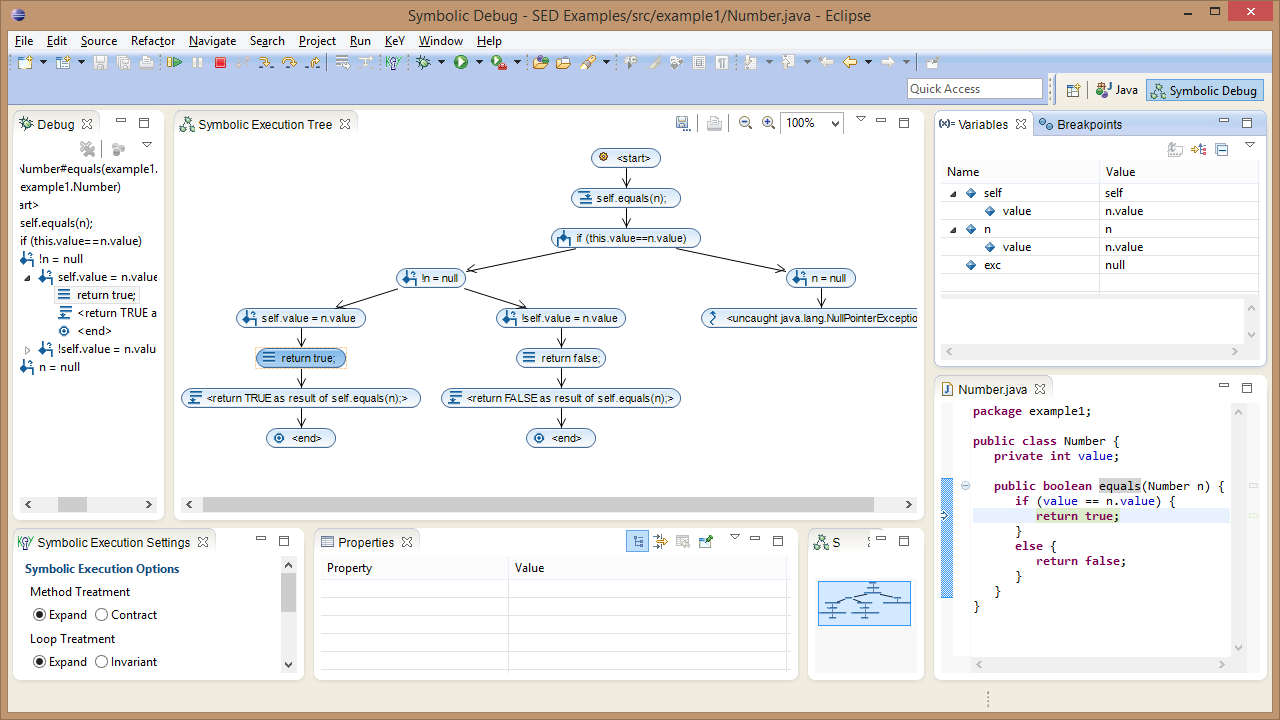 Symbolic Debug - SED Examples/src/example1/Number.java - Eclipse
File Edit Source Refactor Navigate Search Project Run KeY Window Help
Quick Access
Java
Symbolic Debug
Debug
Number#equals(example1.
example1.Number)
art>
self.equals(n);
if (this.value==n.value)
!n = null
self.value = n.value
return true;
<return TRUE a
<end>
!self.value = n.valu
n = null
Symbolic Execution Tree
100%
<start>
self.equals(n);
if (this.value==n.value)
!n = null
n = null
self.value = n.value
!self.value = n.value
<uncaught java.lang.NullPointerExceptio
return true;
return false;
<return TRUE as result of self.equals(n);>
<return FALSE as result of self.equals(n);>
<end>
<end>
(x)= Variables
Breakpoints
Name Value
self self
value n.value
n n
value n.value
exc null
Number.java
package example1;
public class Number {
private int value;
public boolean equals(Number n) {
if (value == n.value) {
return true;
}
else {
return false;
}
}
}
Symbolic Execution Settings
Symbolic Execution Options
Method Treatment
Expand Contract
Loop Treatment
Expand Invariant
Properties
Property Value
S